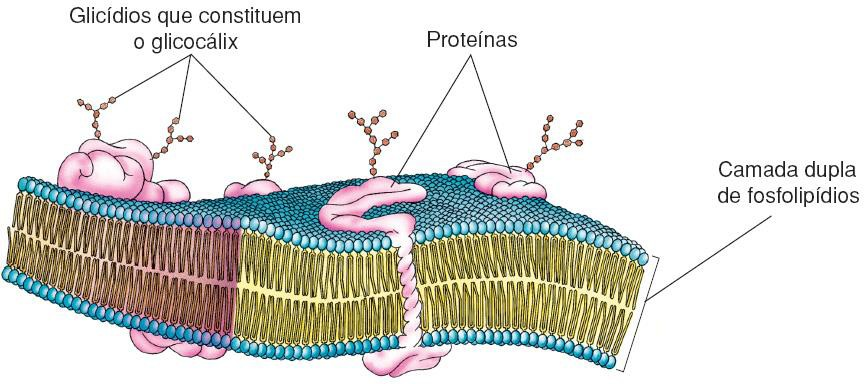 Glicídios que constituem
o glicocálix
Proteínas
Camada dupla
de fosfolipídios